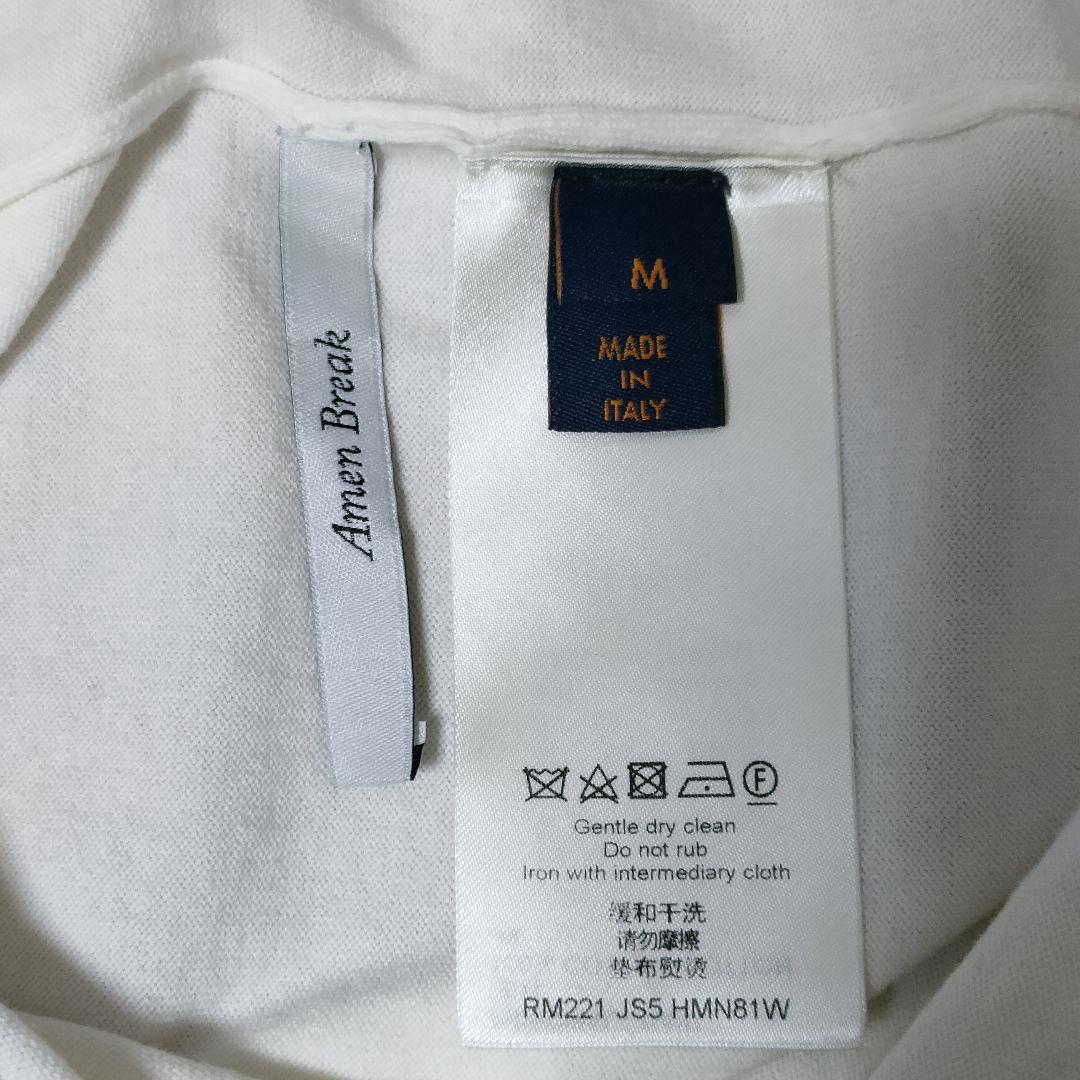 Amen Break
M
MADE
IN
ITALY
F
Gentle dry clean
Do not rub
Iron with intermediary cloth
缓和干洗
请勿摩擦
垫布熨烫
RM221 JS5 HMN81W